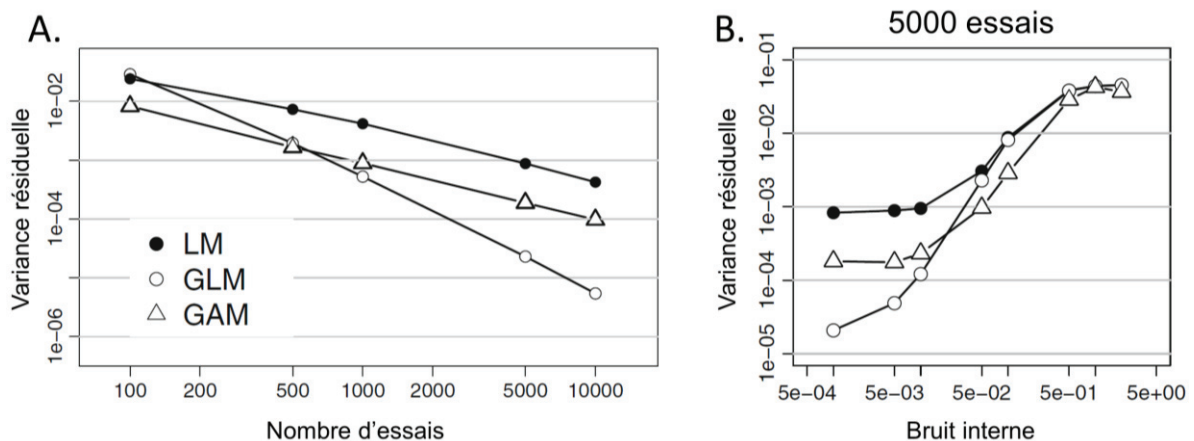 A.
Variance résiduelle
1e−02
1e−04
1e−06
LM
GLM
GAM
100 200 500 1000 2000 5000 10000
Nombre d’essais
B.
5000 essais
Variance résiduelle
1e−01
1e−02
1e−03
1e−04
1e−05
5e−04 5e−03 5e−02 5e−01 5e+00
Bruit interne